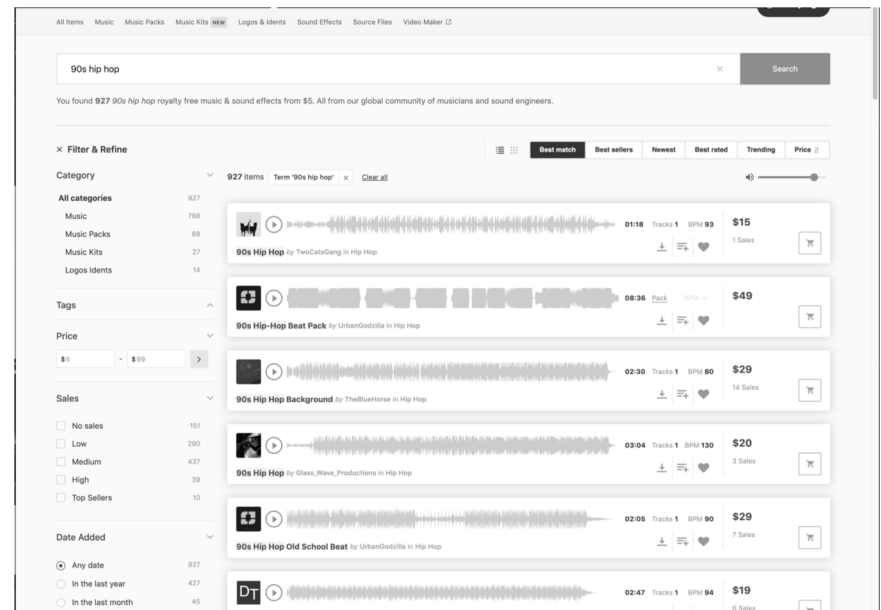 All Items Music Music Packs Music Kits NEW Logos & Idents Sound Effects Source Files Video Maker
90s hip hop
Search
You found 927 90s hip hop royalty free music & sound effects from $5. All from our global community of musicians and sound engineers.
Filter & Refine
Best match Best sellers Newest Best rated Trending Price
Category
927 items Term '90s hip hop' Clear all
All categories 927
Music 798
Music Packs 88
Music Kits 27
Logos Idents 14
Tags
Price
$5 - $99
Sales
No sales 151
Low 290
Medium 437
High 39
Top Sellers 10
Date Added
Any date 927
In the last year 427
In the last month 45
01:18 Tracks 1 BPM 93 $15
1 Sales
90s Hip Hop by TwoCatsGang in Hip Hop
08:36 Pack BPM -- $49
90s Hip-Hop Beat Pack by UrbanGodzilla in Hip Hop
02:30 Tracks 1 BPM 80 $29
14 Sales
90s Hip Hop Background by TheBlueHorse in Hip Hop
03:04 Tracks 1 BPM 130 $20
3 Sales
90s Hip Hop by Glass_Wave_Productions in Hip Hop
02:05 Tracks 1 BPM 90 $29
7 Sales
90s Hip Hop Old School Beat by UrbanGodzilla in Hip Hop
DT 02:47 Tracks 1 BPM 94 $19
6 Sales